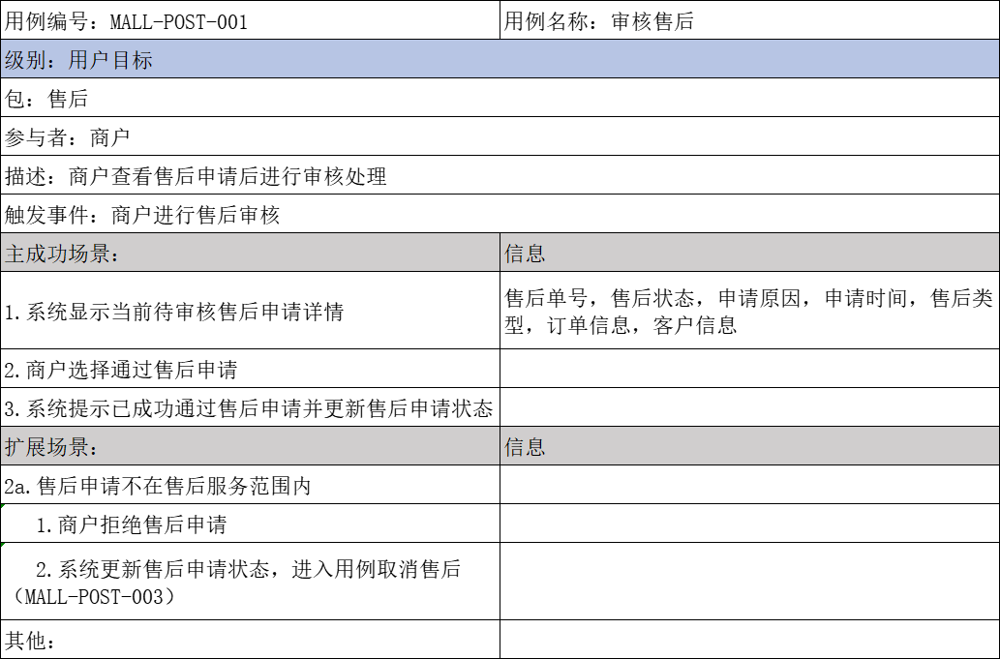 用例编号：MALL-POST-001
用例名称：审核售后
级别：用户目标
包：售后
参与者：商户
描述：商户查看售后申请后进行审核处理
触发事件：商户进行售后审核
主成功场景：
信息
1.系统显示当前待审核售后申请详情
售后单号，售后状态，申请原因，申请时间，售后类
型，订单信息，客户信息
2.商户选择通过售后申请
3.系统提示已成功通过售后申请并更新售后申请状态
扩展场景：
信息
2a.售后申请不在售后服务范围内
1.商户拒绝售后申请
2.系统更新售后申请状态，进入用例取消售后
（MALL-POST-003）
其他：